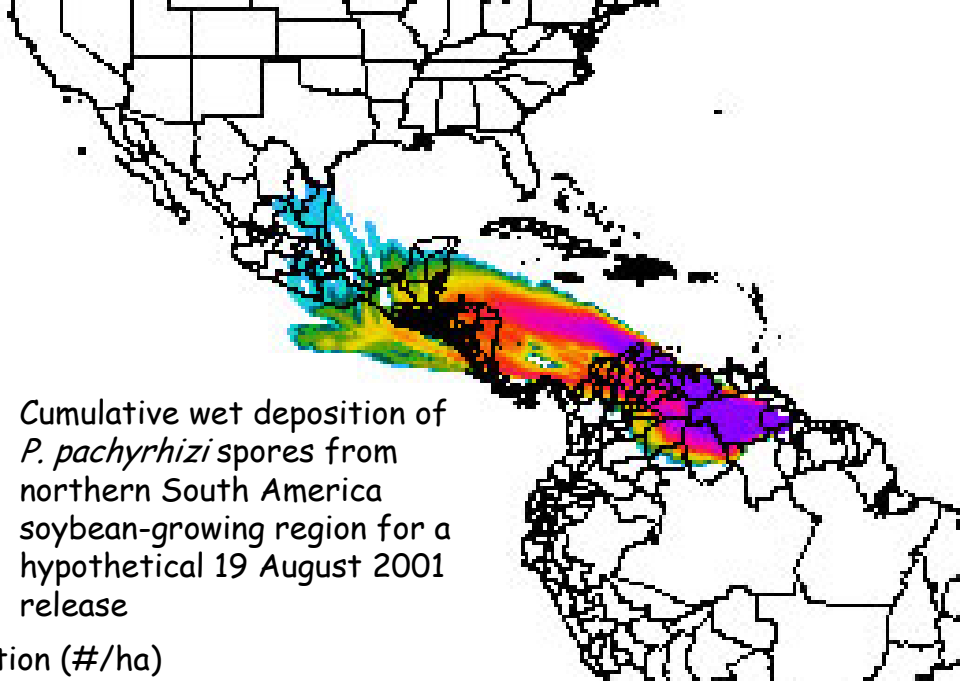 Cumulative wet deposition of
P. pachyrhizi spores from
northern South America
soybean-growing region for a
hypothetical 19 August 2001
release
tion (#/ha)